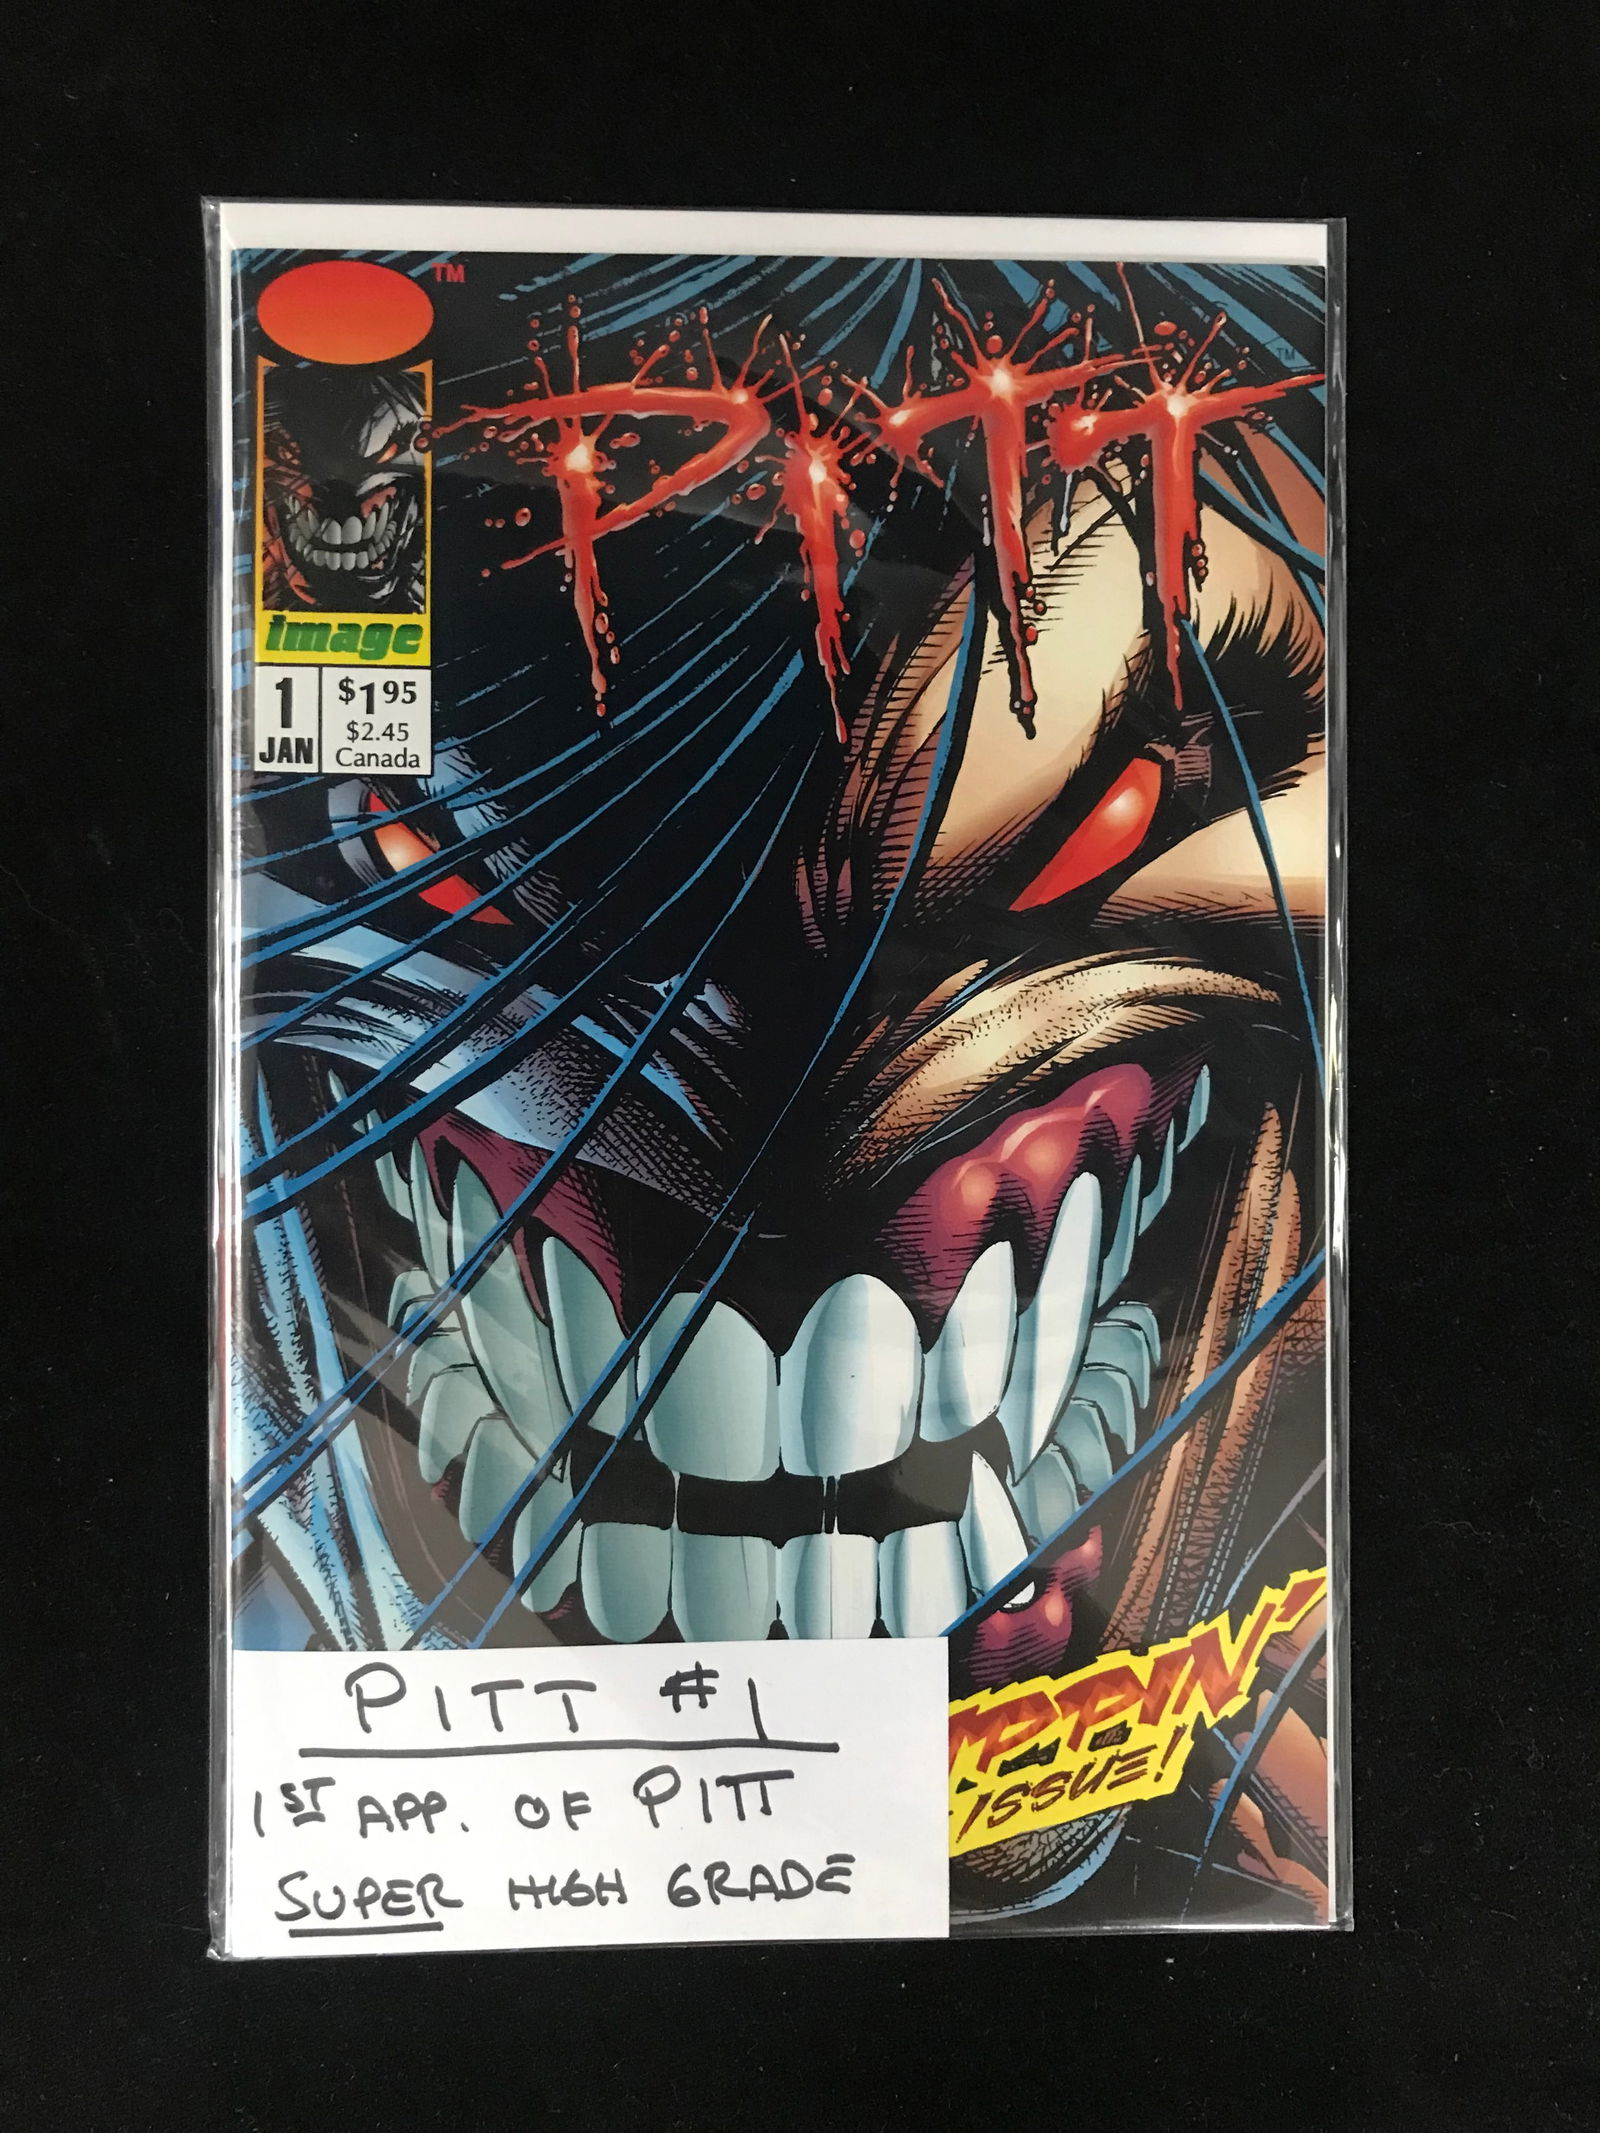 TM
PITT
TM
image
1
JAN
$1.95
$2.45
Canada
PITT #1
1ST APP. OF PITT
SUPER HIGH GRADE
ISSUE!